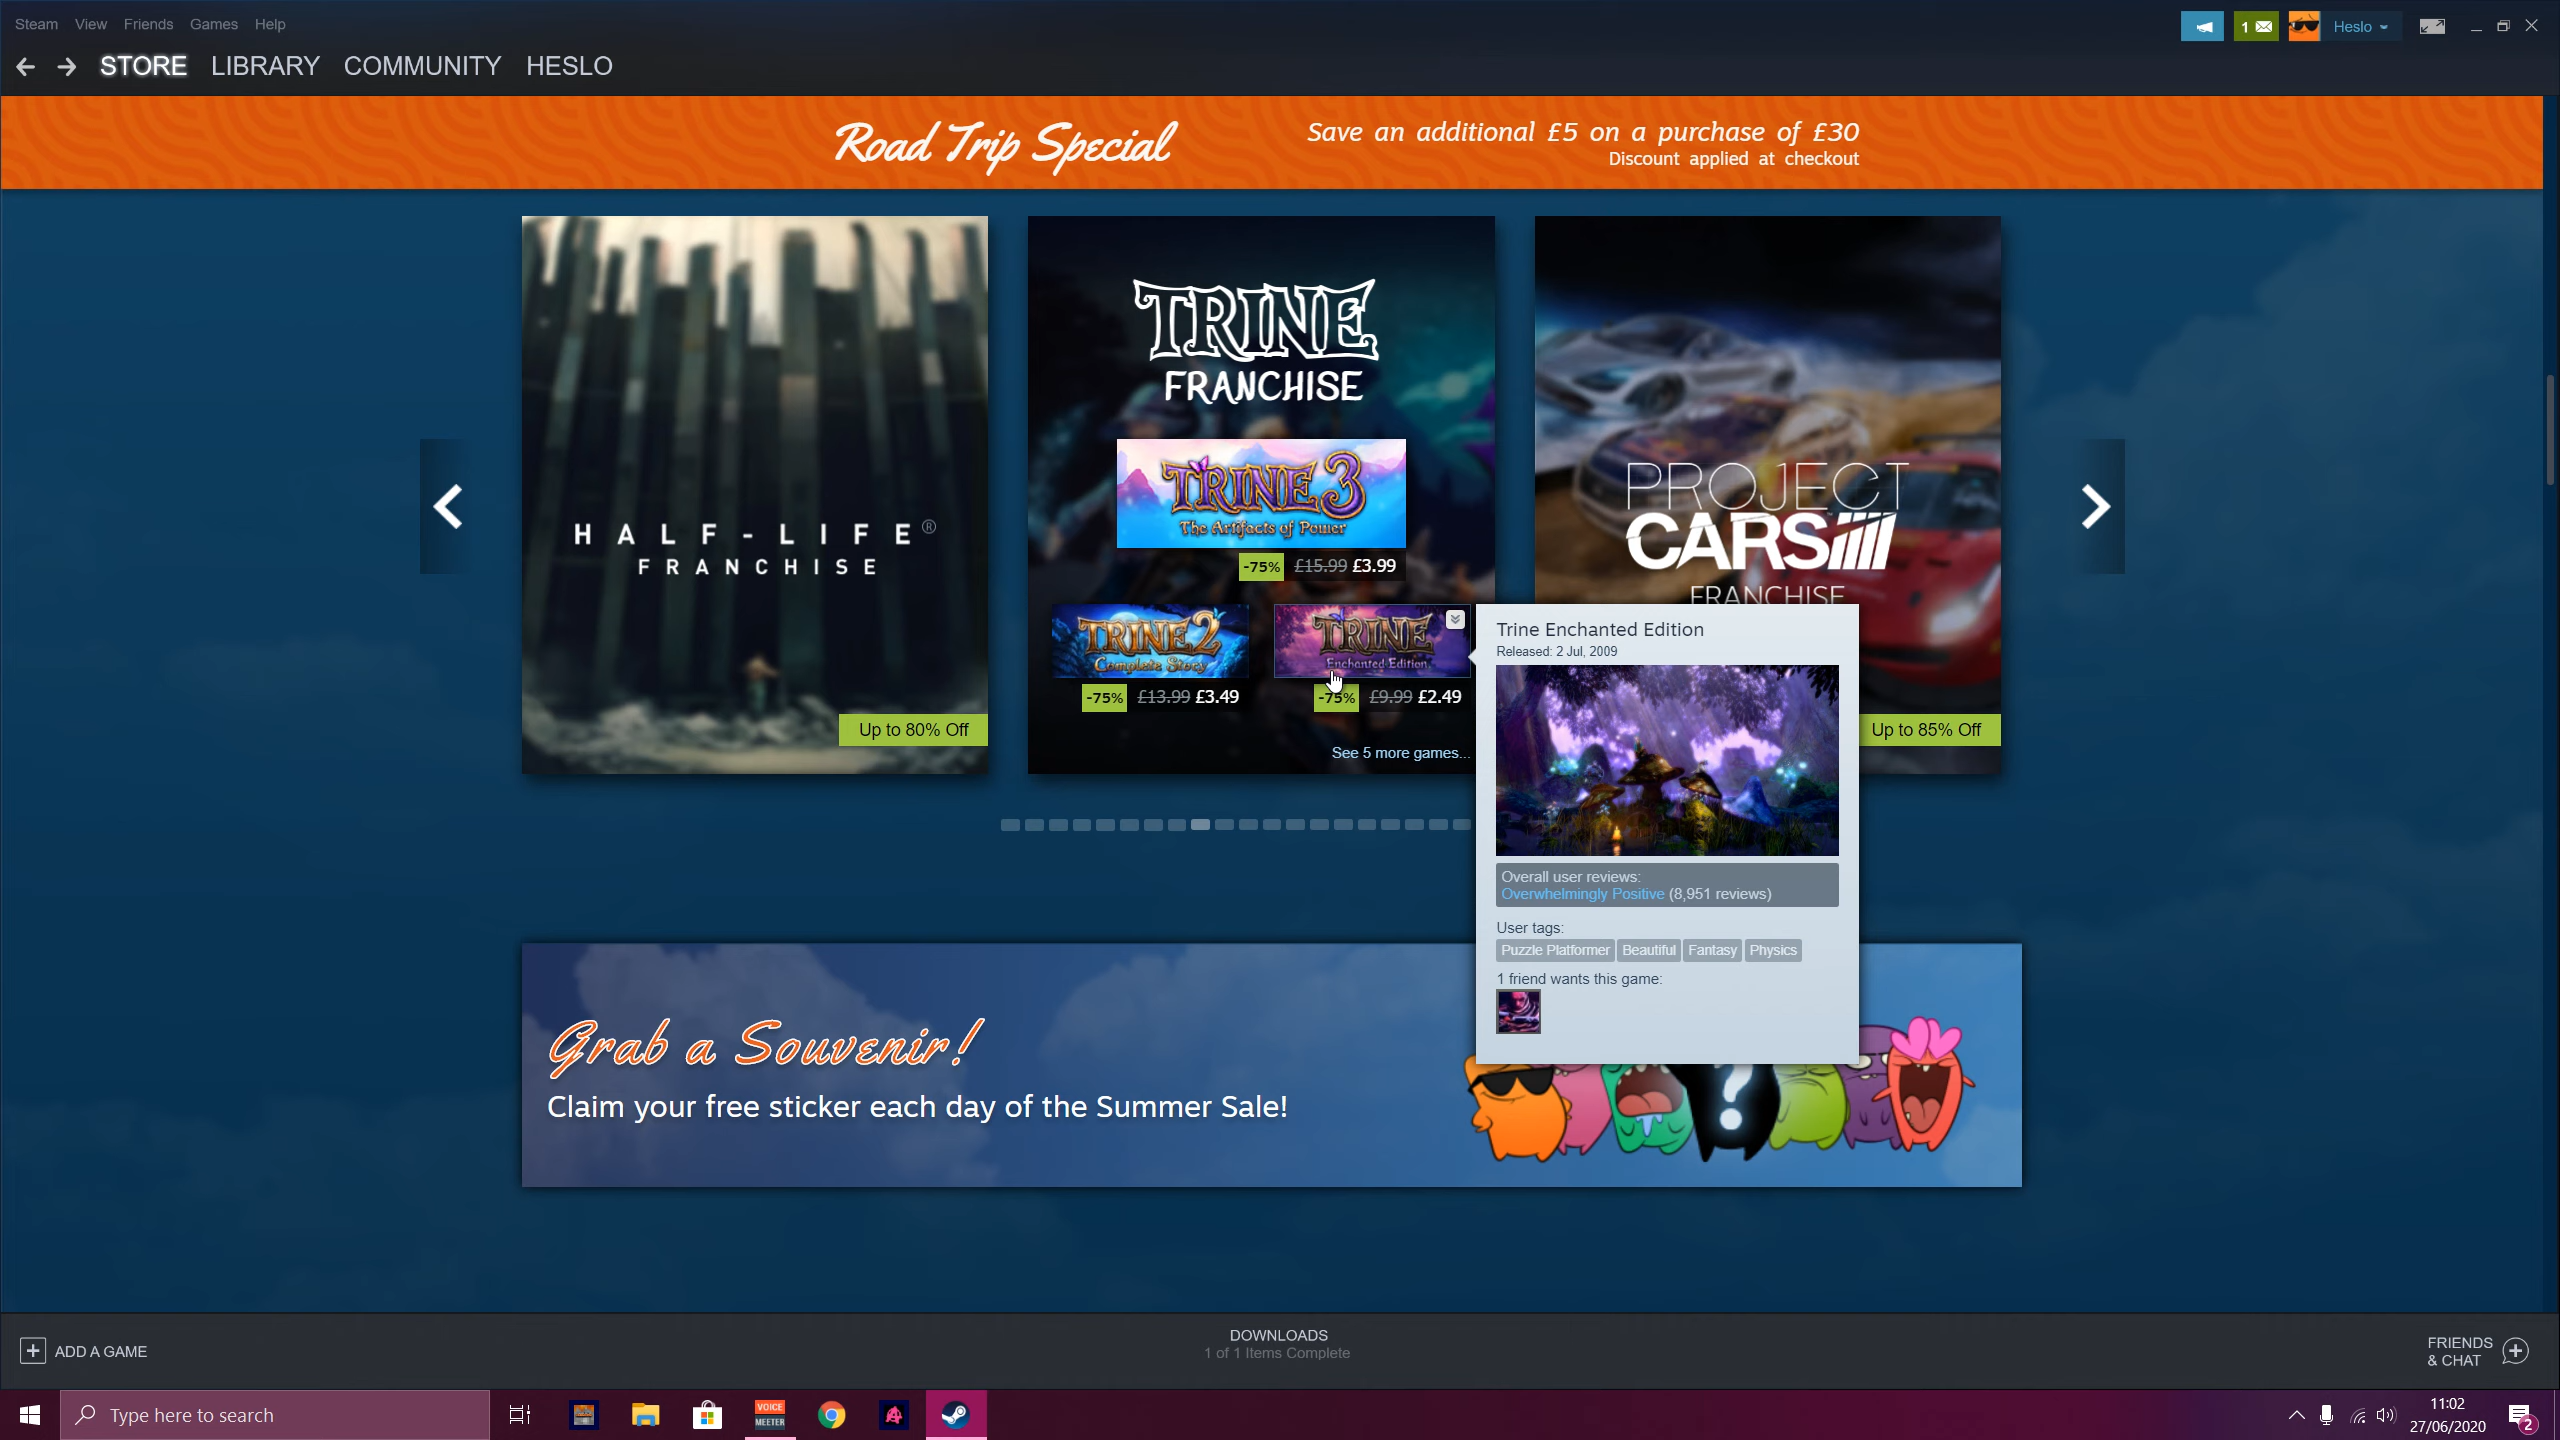 Steam View Friends Games Help
1
Heslo
STORE LIBRARY COMMUNITY HESLO
Road Trip Special
Save an additional £5 on a purchase of £30
Discount applied at checkout
HALF-LIFE®
FRANCHISE
Up to 80% Off
TRINE
FRANCHISE
TRINE 3
The Artifacts of Power
-75% £15.99 £3.99
TRINE 2
Complete Story
-75% £13.99 £3.49
TRINE
Enchanted Edition
-75% £9.99 £2.49
See 5 more games...
PROJECT
CARS
FRANCHISE
Up to 85% Off
Trine Enchanted Edition
Released: 2 Jul, 2009
Overall user reviews:
Overwhelmingly Positive (8,951 reviews)
User tags:
Puzzle Platformer Beautiful Fantasy Physics
1 friend wants this game:
Grab a Souvenir!
Claim your free sticker each day of the Summer Sale!
?
ADD A GAME
DOWNLOADS
1 of 1 Items Complete
FRIENDS
& CHAT
Type here to search
VOICE
MEETER
11:02
27/06/2020
2